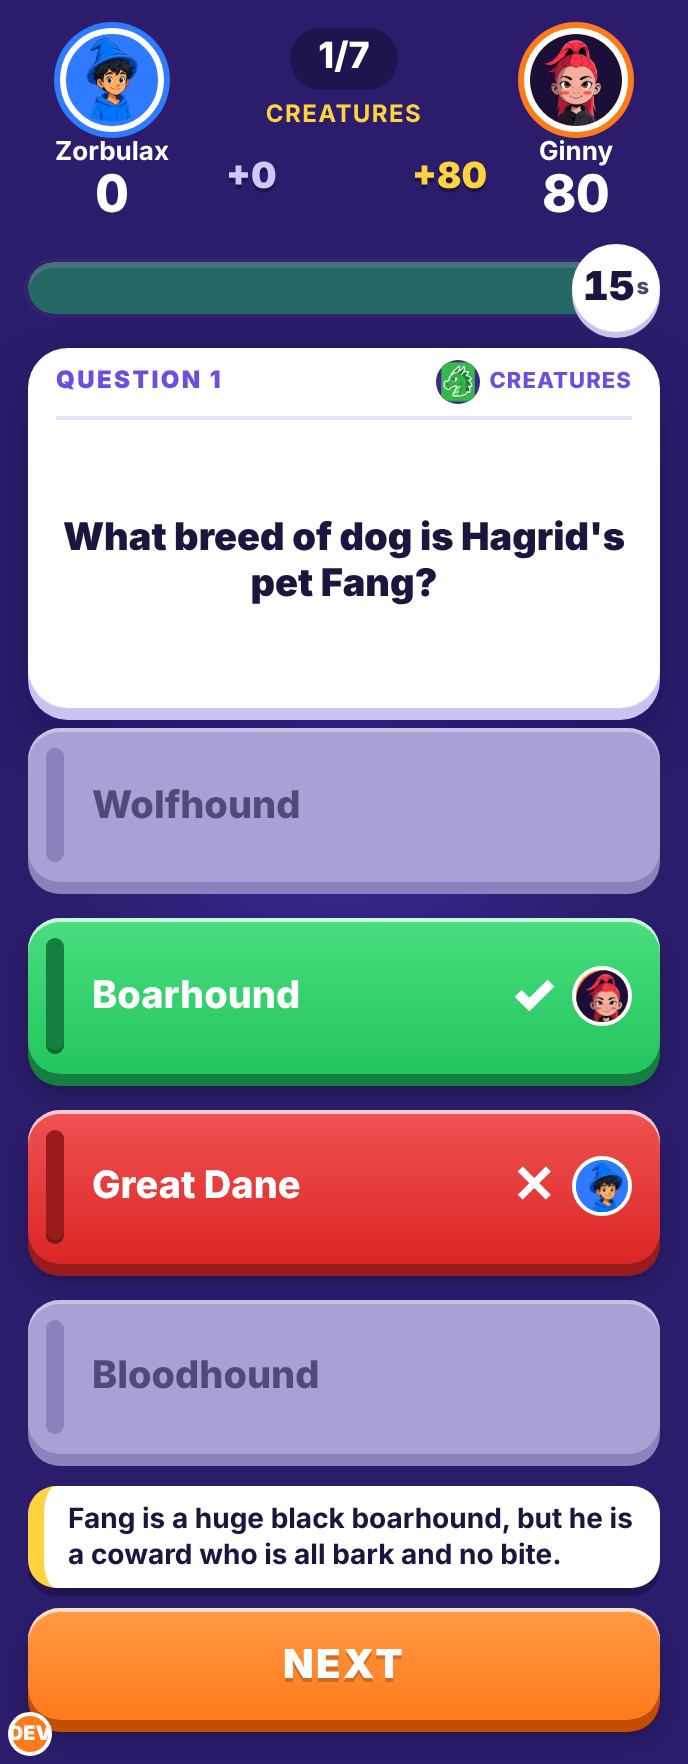 1/7
CREATURES
Zorbulax
0
+0
+80
Ginny
80
15s
QUESTION 1
CREATURES
What breed of dog is Hagrid's
pet Fang?
Wolfhound
Boarhound
Great Dane
Bloodhound
Fang is a huge black boarhound, but he is
a coward who is all bark and no bite.
NEXT
DEV